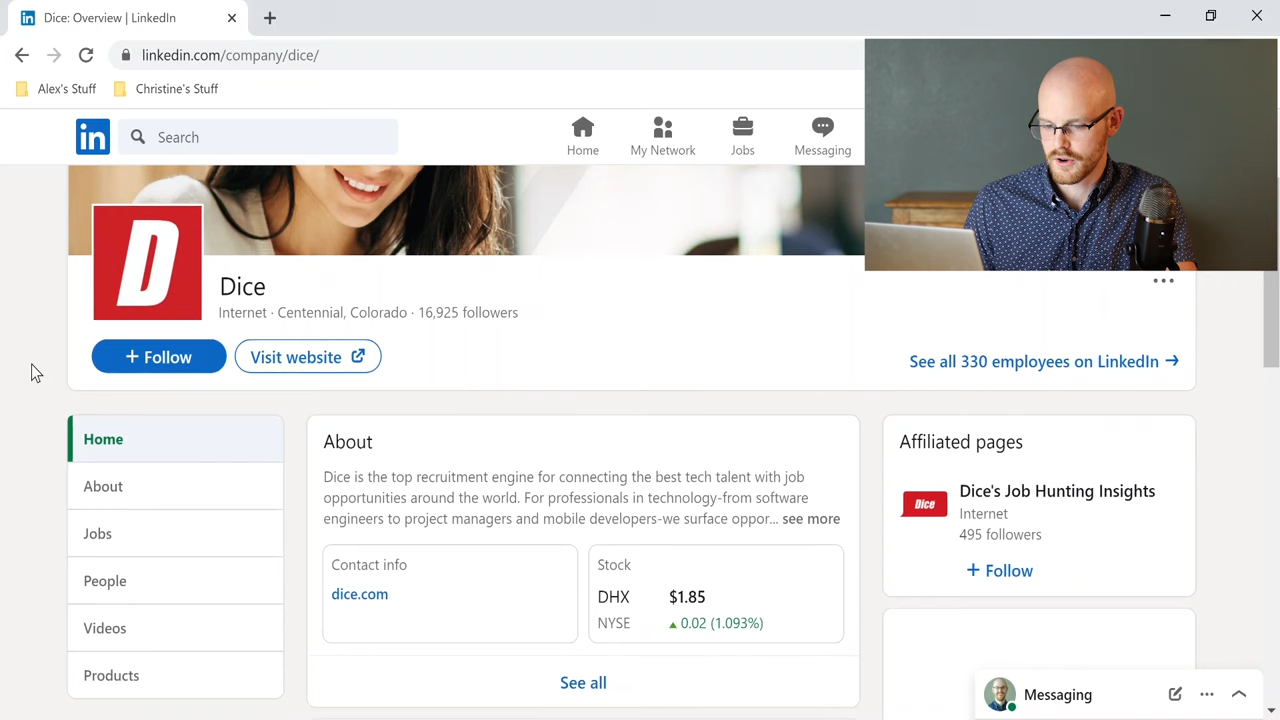 Dice: Overview | LinkedIn
linkedin.com/company/dice/
Alex's Stuff
Christine's Stuff
in
Search
Home
My Network
Jobs
Messaging
D
Dice
Internet · Centennial, Colorado · 16,925 followers
+ Follow
Visit website
See all 330 employees on LinkedIn →
Home
About
Jobs
People
Videos
Products
About
Dice is the top recruitment engine for connecting the best tech talent with job
opportunities around the world. For professionals in technology-from software
engineers to project managers and mobile developers-we surface oppor... see more
Contact info
dice.com
Stock
DHX $1.85
NYSE ▲ 0.02 (1.093%)
See all
Affiliated pages
Dice
Dice's Job Hunting Insights
Internet
495 followers
+ Follow
Messaging